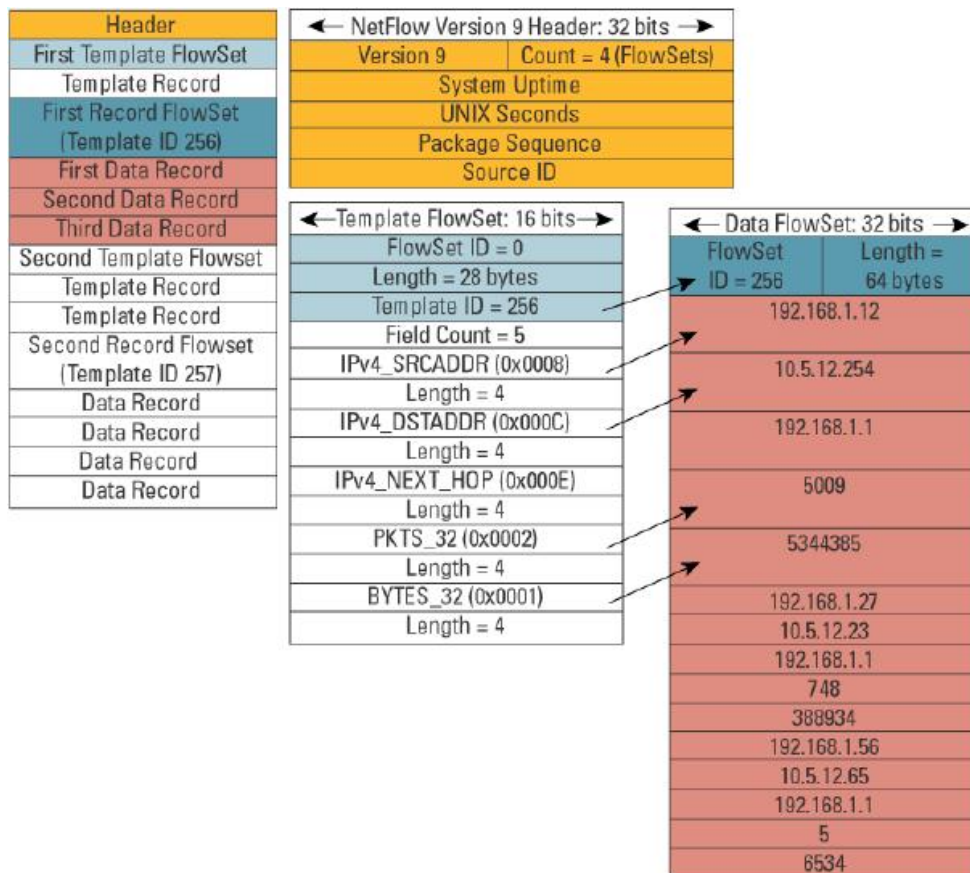 Header
First Template FlowSet
Template Record
First Record FlowSet
(Template ID 256)
First Data Record
Second Data Record
Third Data Record
Second Template Flowset
Template Record
Template Record
Second Record Flowset
(Template ID 257)
Data Record
Data Record
Data Record
Data Record
NetFlow Version 9 Header: 32 bits
Version 9
Count = 4 (FlowSets)
System Uptime
UNIX Seconds
Package Sequence
Source ID
Template FlowSet: 16 bits
FlowSet ID = 0
Length = 28 bytes
Template ID = 256
Field Count = 5
IPv4_SRCADDR (0x0008)
Length = 4
IPv4_DSTADDR (0x000C)
Length = 4
IPv4_NEXT_HOP (0x000E)
Length = 4
PKTS_32 (0x0002)
Length = 4
BYTES_32 (0x0001)
Length = 4
Data FlowSet: 32 bits
FlowSet
ID = 256
Length =
64 bytes
192.168.1.12
10.5.12.254
192.168.1.1
5009
5344385
192.168.1.27
10.5.12.23
192.168.1.1
748
388934
192.168.1.56
10.5.12.65
192.168.1.1
5
6534